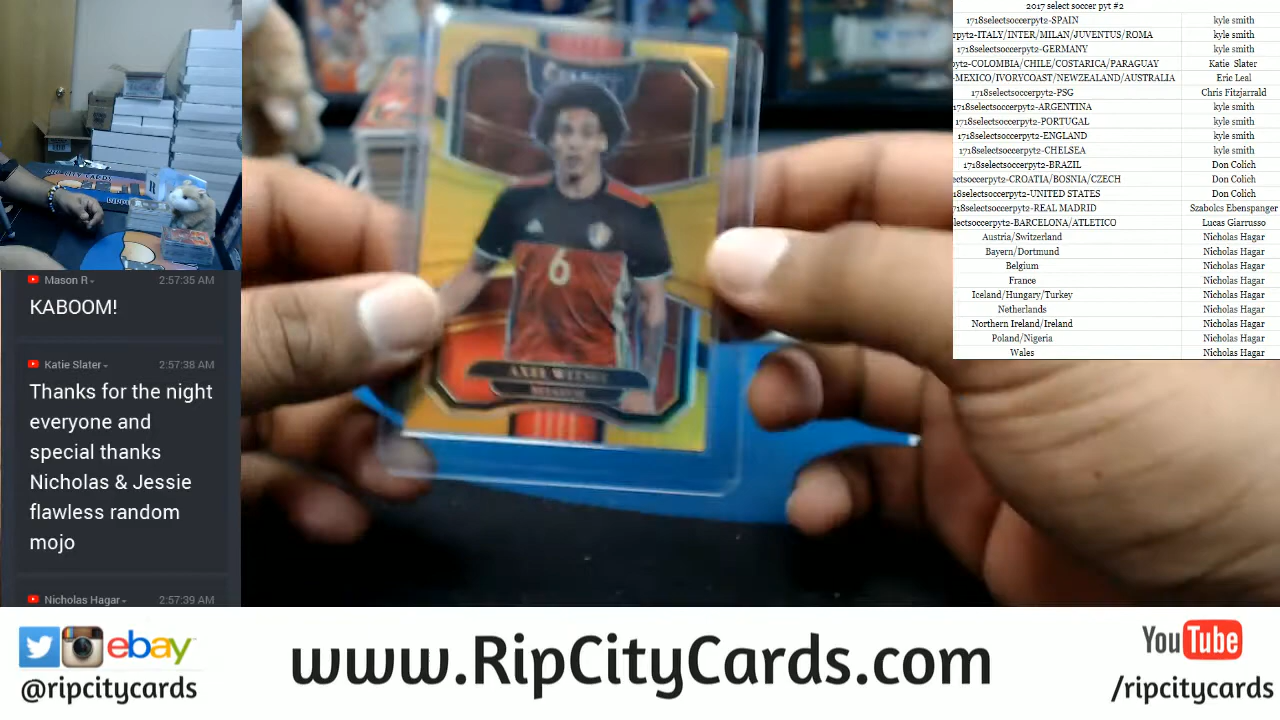 2017 select soccer pyt #2
1718selectsoccerpyt2-SPAIN kyle smith
pyt2-ITALY/INTER/MILAN/JUVENTUS/ROMA kyle smith
1718selectsoccerpyt2-GERMANY kyle smith
pyt2-COLOMBIA/CHILE/COSTARICA/PARAGUAY Katie Slater
-MEXICO/IVORYCOAST/NEWZEALAND/AUSTRALIA Eric Leal
1718selectsoccerpyt2-PSG Chris Fitzjarrald
1718selectsoccerpyt2-ARGENTINA kyle smith
1718selectsoccerpyt2-PORTUGAL kyle smith
1718selectsoccerpyt2-ENGLAND kyle smith
1718selectsoccerpyt2-CHELSEA kyle smith
1718selectsoccerpyt2-BRAZIL Don Colich
ectsoccerpyt2-CROATIA/BOSNIA/CZECH Don Colich
18selectsoccerpyt2-UNITED STATES Don Colich
718selectsoccerpyt2-REAL MADRID Szabolcs Ebenspanger
lectsoccerpyt2-BARCELONA/ATLETICO Lucas Giarrusso
Austria/Switzerland Nicholas Hagar
Bayern/Dortmund Nicholas Hagar
Belgium Nicholas Hagar
France Nicholas Hagar
Iceland/Hungary/Turkey Nicholas Hagar
Netherlands Nicholas Hagar
Northern Ireland/Ireland Nicholas Hagar
Poland/Nigeria Nicholas Hagar
Wales Nicholas Hagar
6
AXEL WITSEL
BELGIUM
Mason R 2:57:35 AM
KABOOM!
Katie Slater 2:57:38 AM
Thanks for the night
everyone and
special thanks
Nicholas & Jessie
flawless random
mojo
Nicholas Hagar 2:57:39 AM
ebay
@ripcitycards
www.RipCityCards.com
YouTube
/ripcitycards